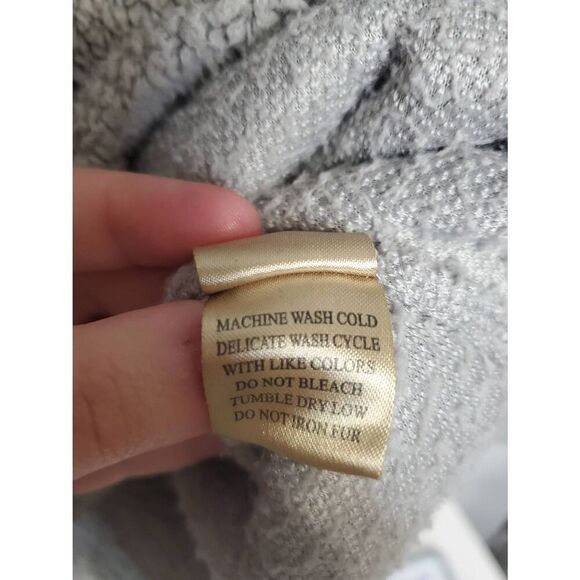 MACHINE WASH COLD
DELICATE WASH CYCLE
WITH LIKE COLORS
DO NOT BLEACH
TUMBLE DRY LOW
DO NOT IRON FUR